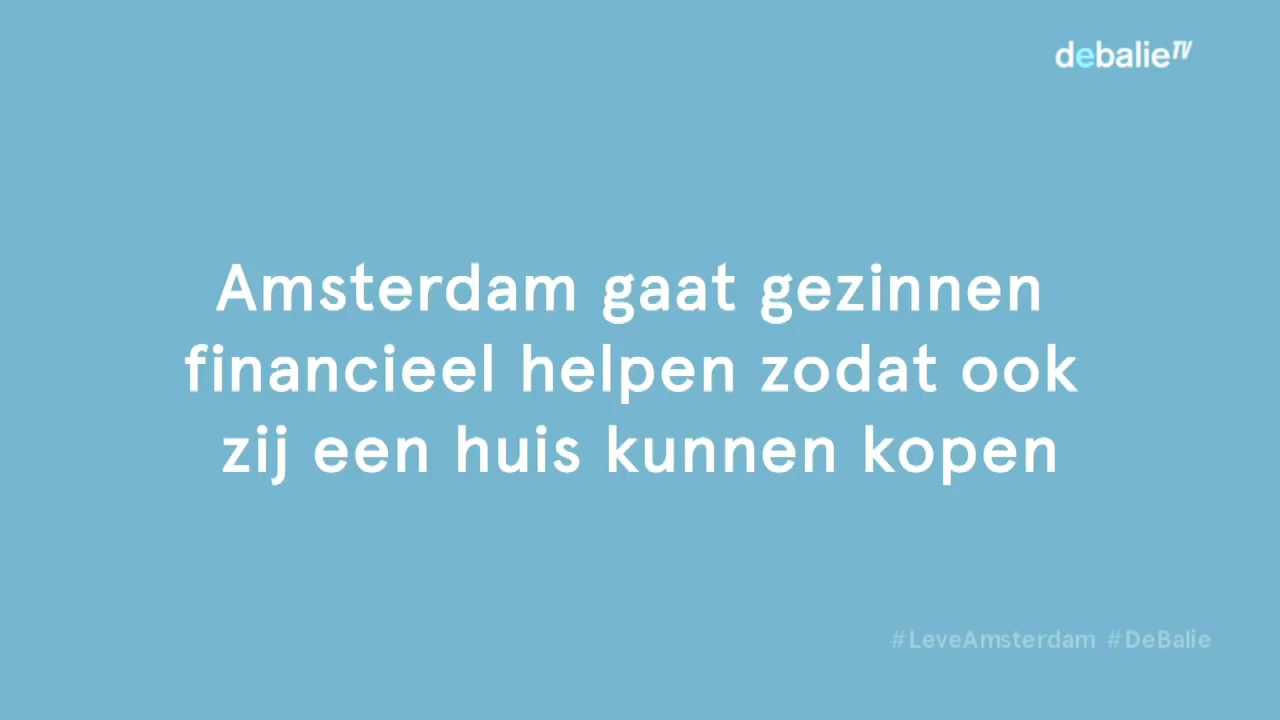 debalieTV
Amsterdam gaat gezinnen
financieel helpen zodat ook
zij een huis kunnen kopen
#LeveAmsterdam #DeBalie